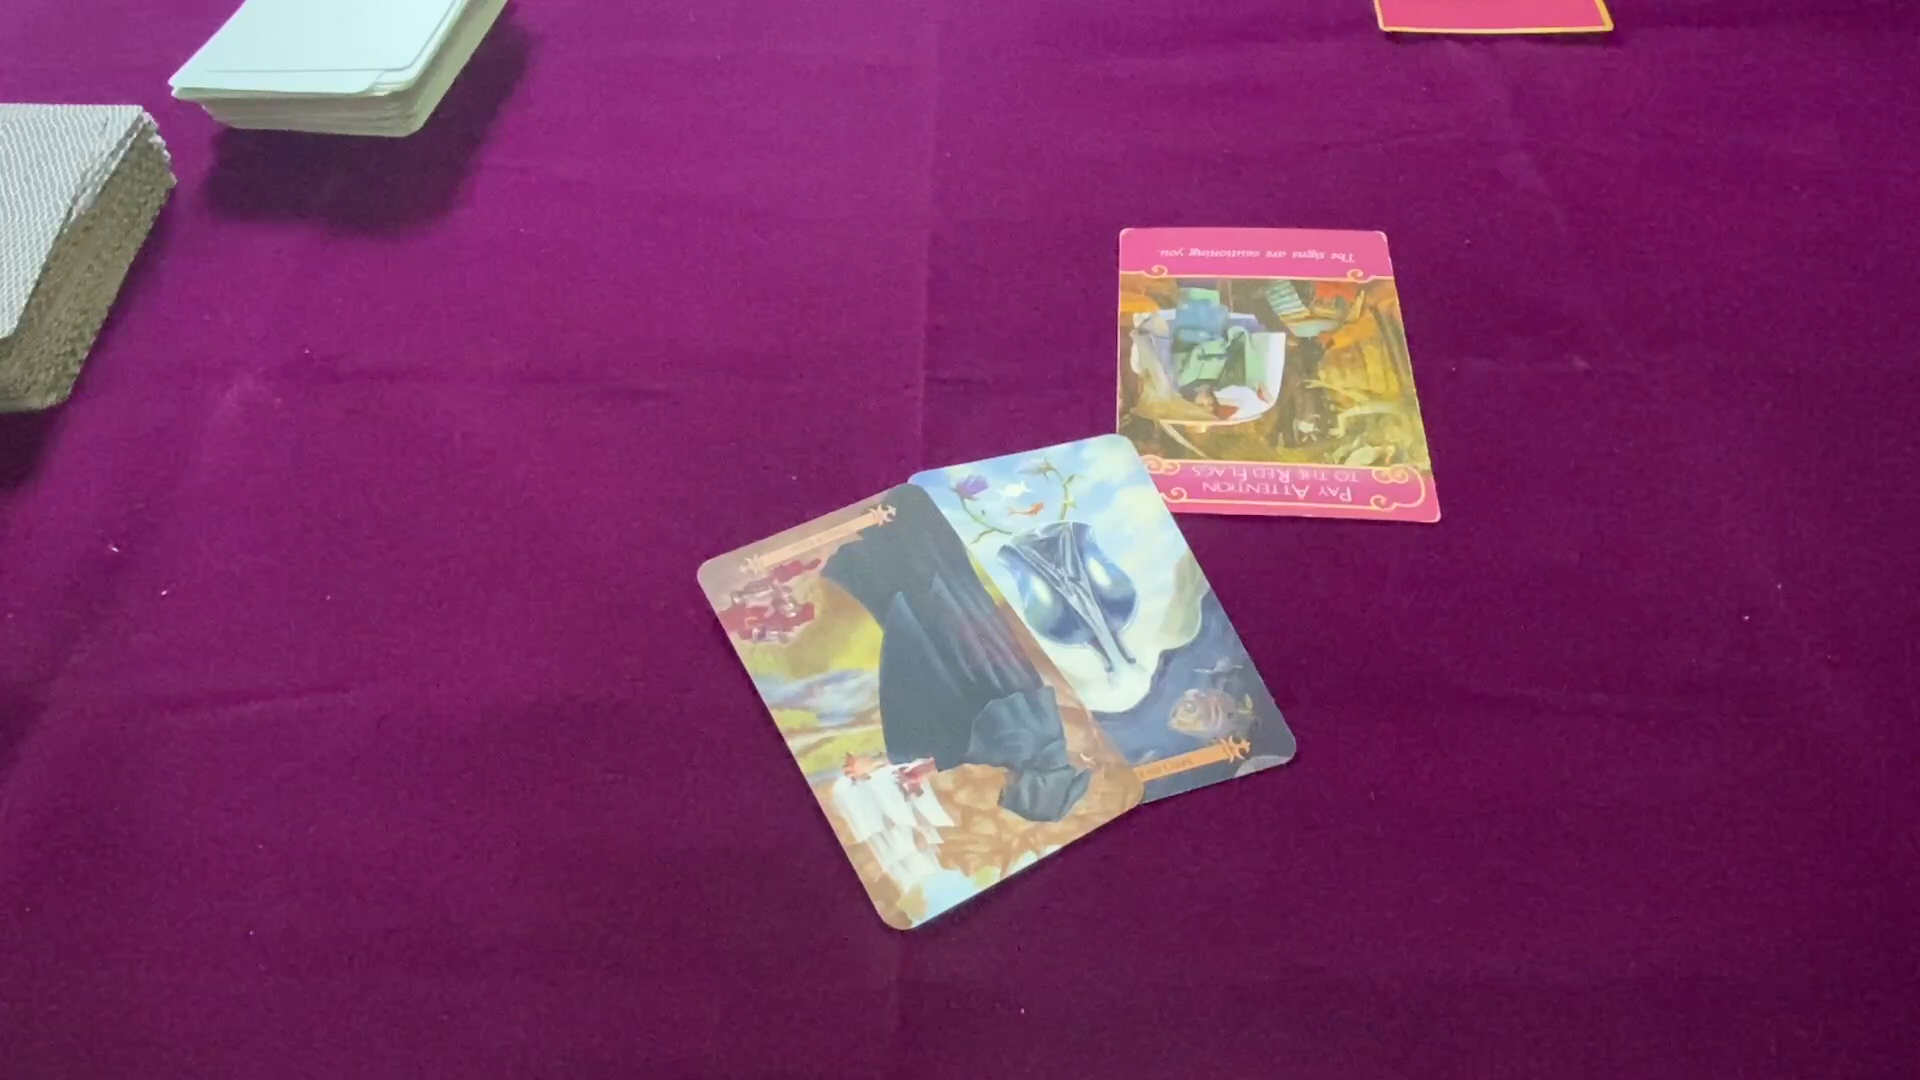 PAY ATTENTION
TO THE RED FLAGS
The signs are cautioning you.